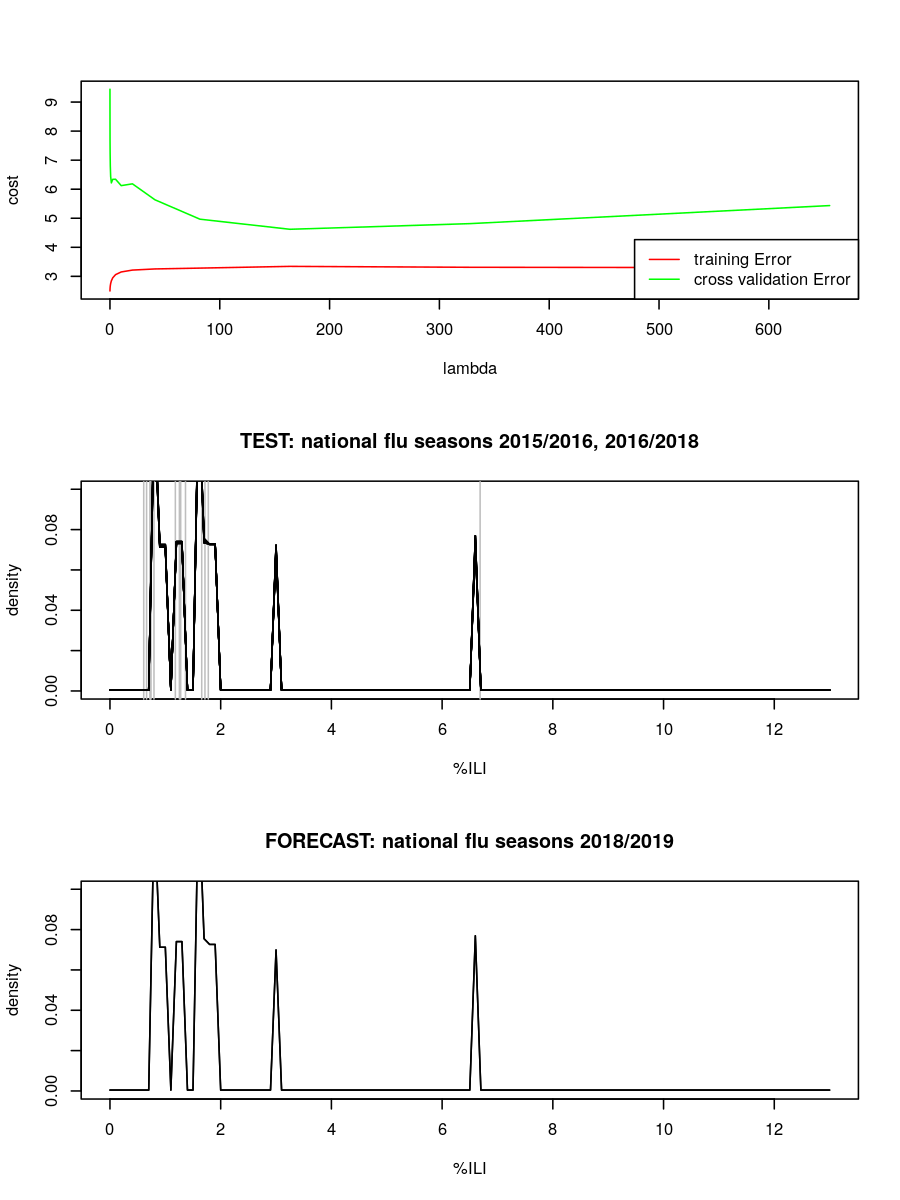 cost
9
8
7
6
5
4
3
training Error
cross validation Error
0 100 200 300 400 500 600
lambda
TEST: national flu seasons 2015/2016, 2016/2018
density
0.08
0.04
0.00
0 2 4 6 8 10 12
%ILI
FORECAST: national flu seasons 2018/2019
density
0.08
0.04
0.00
0 2 4 6 8 10 12
%ILI